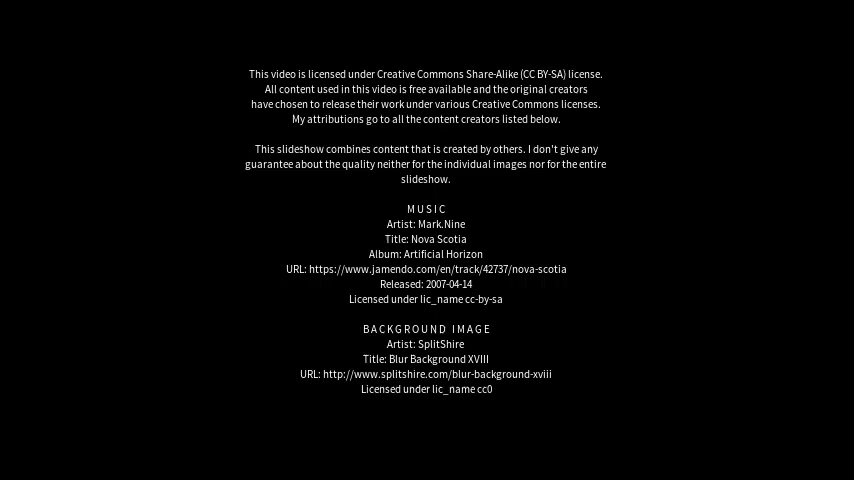 This video is licensed under Creative Commons Share-Alike (CC BY-SA) license.
All content used in this video is free available and the original creators
have chosen to release their work under various Creative Commons licenses.
My attributions go to all the content creators listed below.
This slideshow combines content that is created by others. I don't give any
guarantee about the quality neither for the individual images nor for the entire
slideshow.
MUSIC
Artist: Mark.Nine
Title: Nova Scotia
Album: Artificial Horizon
URL: https://www.jamendo.com/en/track/42737/nova-scotia
Released: 2007-04-14
Licensed under lic_name cc-by-sa
BACKGROUND IMAGE
Artist: SplitShire
Title: Blur Background XVIII
URL: http://www.splitshire.com/blur-background-xviii
Licensed under lic_name cc0